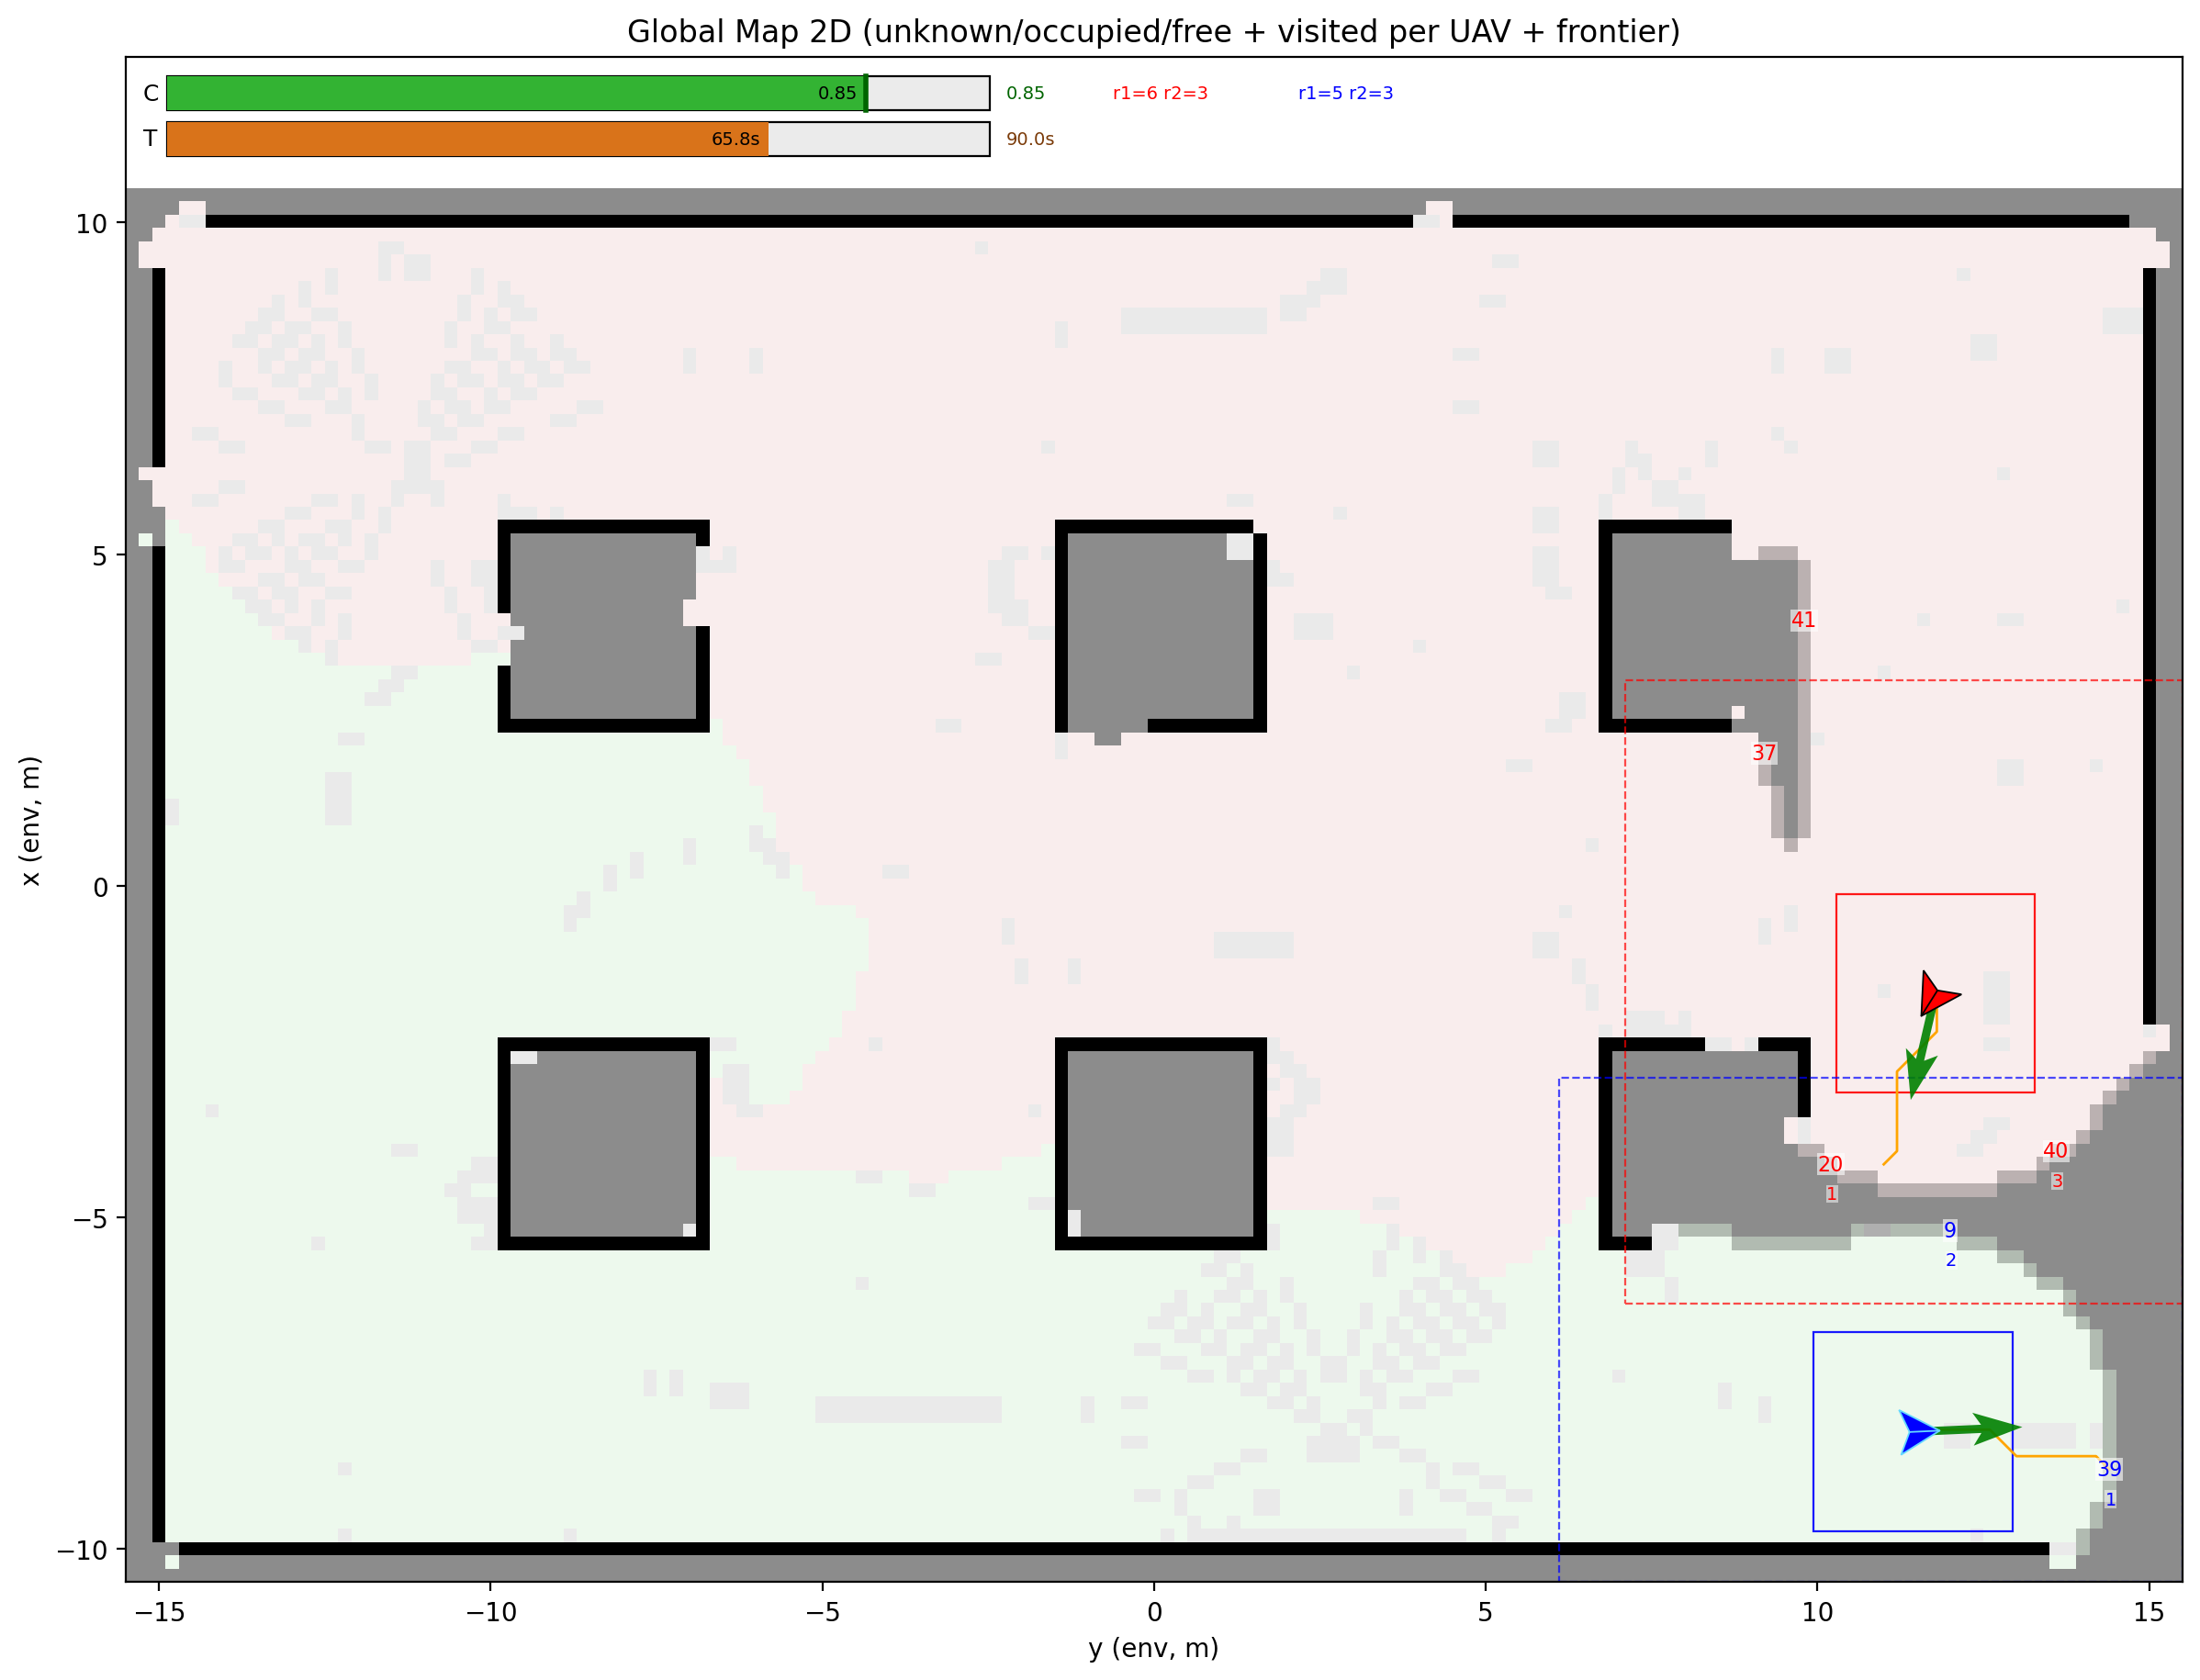 Global Map 2D (unknown/occupied/free + visited per UAV + frontier)
C 0.85 0.85 r1=6 r2=3 r1=5 r2=3
T 65.8s 90.0s
10
5
0
−5
−10
x (env, m)
41
37
20
1
40
3
9
2
39
1
−15 −10 −5 0 5 10 15
y (env, m)